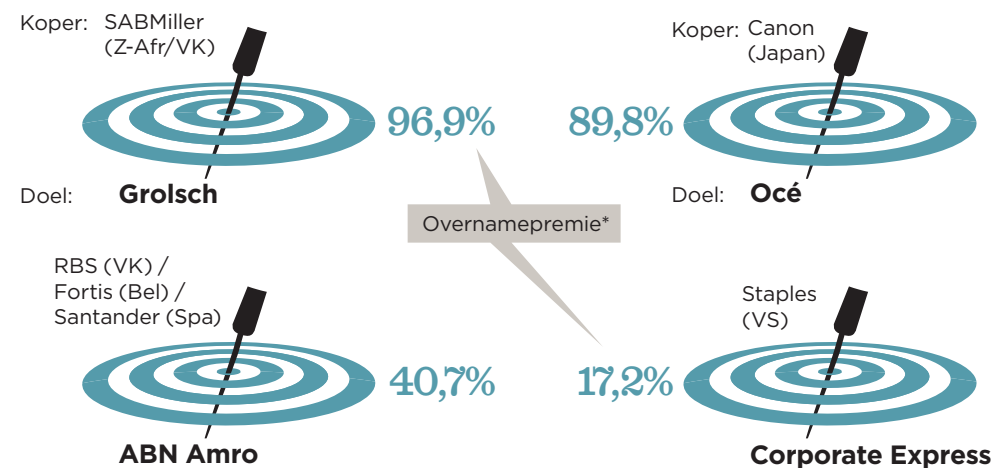 Koper: SABMiller
(Z-Afr/VK)
96,9%
Doel: Grolsch
Koper: Canon
(Japan)
89,8%
Doel: Océ
Overnamepremie*
RBS (VK) /
Fortis (Bel) /
Santander (Spa)
40,7%
ABN Amro
Staples
(VS)
17,2%
Corporate Express